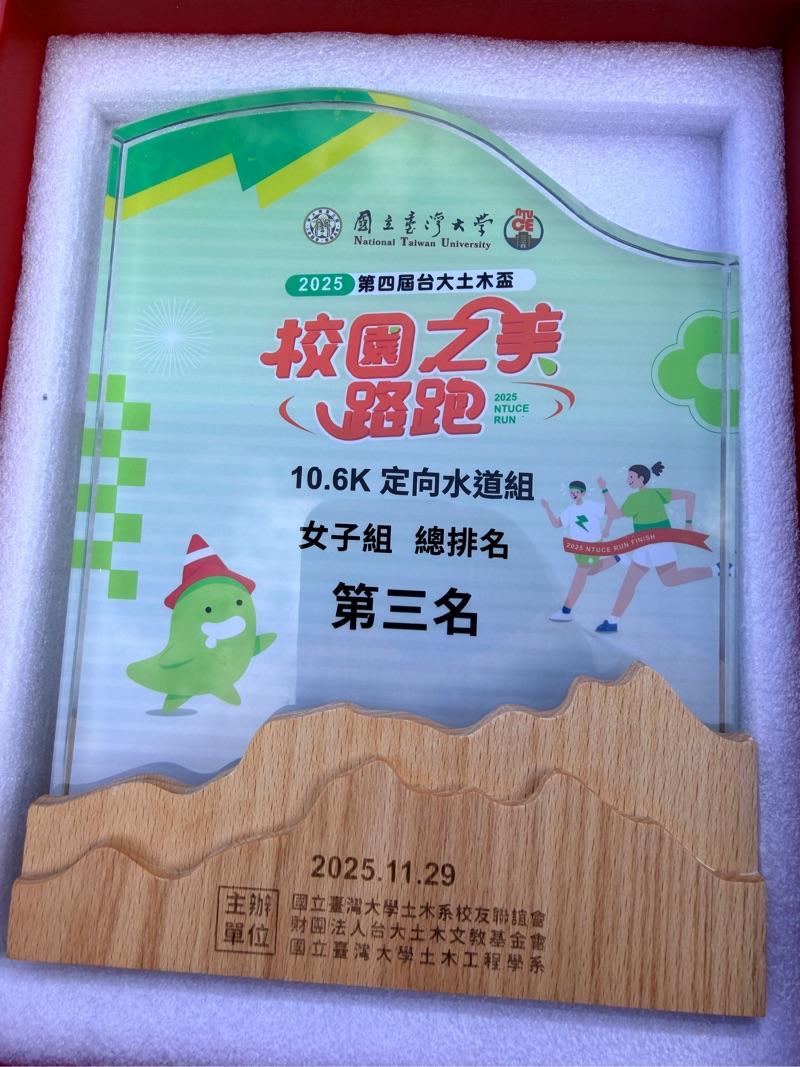 國立臺灣大學
National Taiwan University
NTU
CE
2025 第四屆台大土木盃
校園之美
路跑
2025
NTUCE
RUN
10.6K 定向水道組
女子組 總排名
第三名
2025 NTUCE RUN FINISH
2025.11.29
主辦
單位
國立臺灣大學土木系校友聯誼會
財團法人台大土木文教基金會
國立臺灣大學土木工程學系